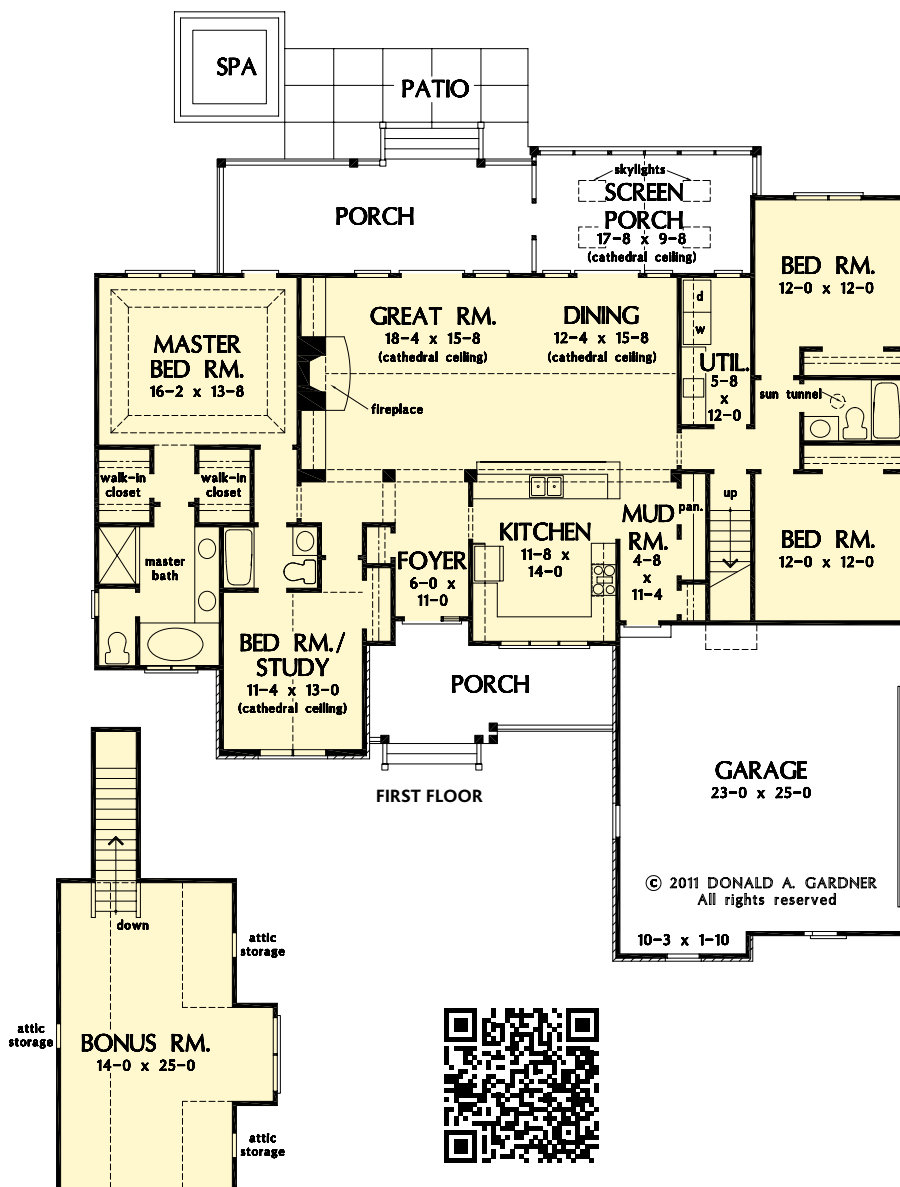 SPA
PATIO
PORCH
skylights
SCREEN
PORCH
17-8 x 9-8
(cathedral ceiling)
BED RM.
12-0 x 12-0
MASTER
BED RM.
16-2 x 13-8
GREAT RM.
18-4 x 15-8
(cathedral ceiling)
fireplace
DINING
12-4 x 15-8
(cathedral ceiling)
d
w
UTIL.
5-8
x
12-0
sun tunnel
walk-in
closet
walk-in
closet
master
bath
FOYER
6-0 x
11-0
KITCHEN
11-8 x
14-0
MUD
RM.
4-8
x
11-4
pan.
up
BED RM.
12-0 x 12-0
BED RM./
STUDY
11-4 x 13-0
(cathedral ceiling)
PORCH
FIRST FLOOR
GARAGE
23-0 x 25-0
© 2011 DONALD A. GARDNER
All rights reserved
10-3 x 1-10
down
attic
storage
attic
storage
BONUS RM.
14-0 x 25-0
attic
storage